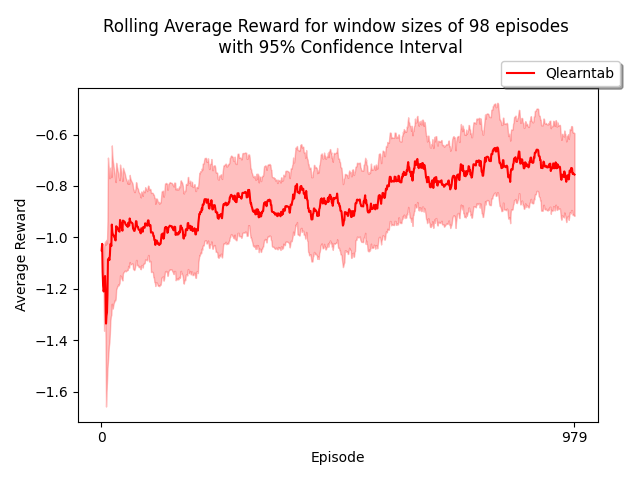 Rolling Average Reward for window sizes of 98 episodes
with 95% Confidence Interval
Qlearntab
−0.6
−0.8
−1.0
−1.2
−1.4
−1.6
Average Reward
0
979
Episode